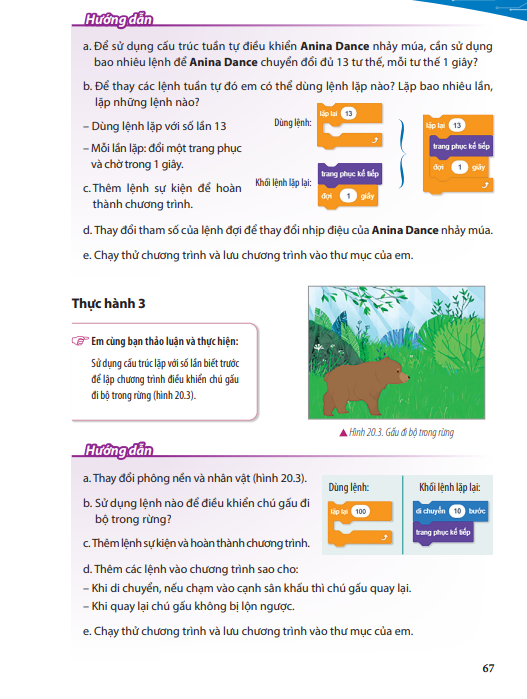 Hướng dẫn
a. Để sử dụng cấu trúc tuần tự điều khiển Anina Dance nhảy múa, cần sử dụng
bao nhiêu lệnh để Anina Dance chuyển đổi đủ 13 tư thế, mỗi tư thế 1 giây?
b. Để thay các lệnh tuần tự đó em có thể dùng lệnh lặp nào? Lặp bao nhiêu lần,
lặp những lệnh nào?
– Dùng lệnh lặp với số lần 13
– Mỗi lần lặp: đổi một trang phục
và chờ trong 1 giây.
c. Thêm lệnh sự kiện để hoàn
thành chương trình.
Dùng lệnh:
lặp lại 13
Khối lệnh lặp lại:
trang phục kế tiếp
đợi 1 giây
lặp lại 13
trang phục kế tiếp
đợi 1 giây
d. Thay đổi tham số của lệnh đợi để thay đổi nhịp điệu của Anina Dance nhảy múa.
e. Chạy thử chương trình và lưu chương trình vào thư mục của em.
Thực hành 3
Em cùng bạn thảo luận và thực hiện:
Sử dụng cấu trúc lặp với số lần biết trước
để lập chương trình điều khiển chú gấu
đi bộ trong rừng (hình 20.3).
▲ Hình 20.3. Gấu đi bộ trong rừng
Hướng dẫn
a. Thay đổi phông nền và nhân vật (hình 20.3).
b. Sử dụng lệnh nào để điều khiển chú gấu đi
bộ trong rừng?
c. Thêm lệnh sự kiện và hoàn thành chương trình.
Dùng lệnh:
lặp lại 100
Khối lệnh lặp lại:
di chuyển 10 bước
trang phục kế tiếp
d. Thêm các lệnh vào chương trình sao cho:
– Khi di chuyển, nếu chạm vào cạnh sân khấu thì chú gấu quay lại.
– Khi quay lại chú gấu không bị lộn ngược.
e. Chạy thử chương trình và lưu chương trình vào thư mục của em.
67